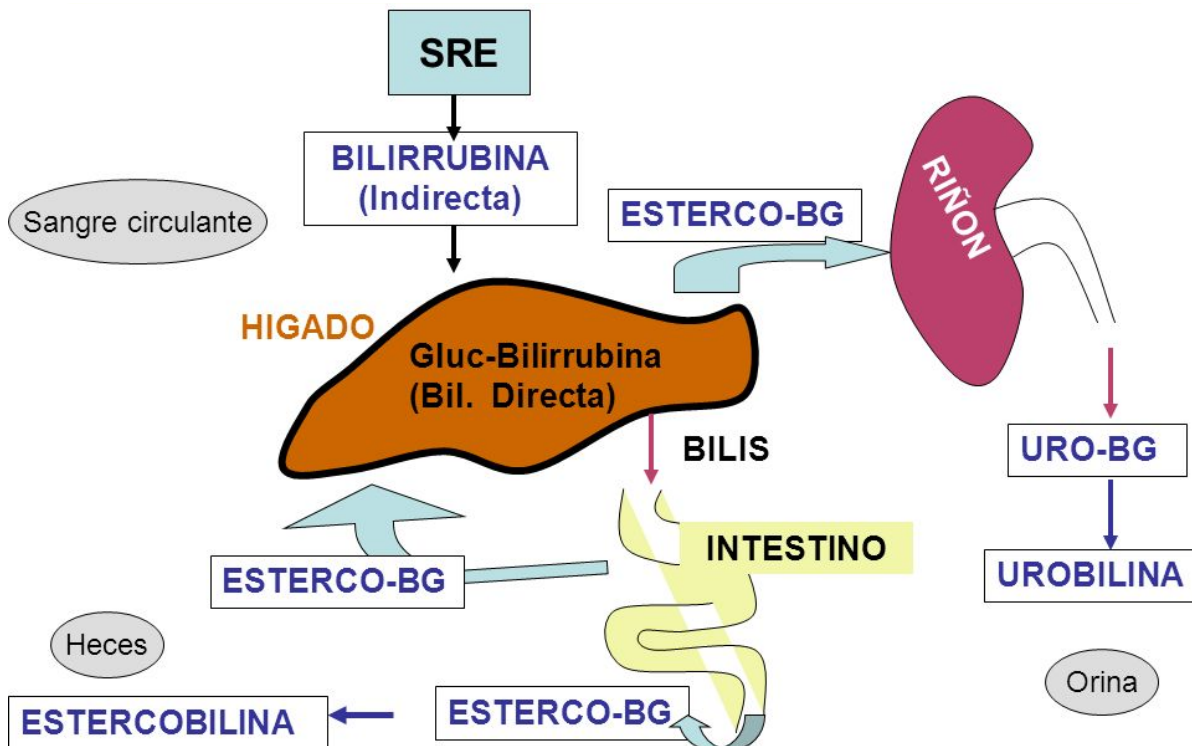 SRE
BILIRRUBINA
(Indirecta)
Sangre circulante
ESTERCO-BG
RIÑON
HIGADO
Gluc-Bilirrubina
(Bil. Directa)
BILIS
URO-BG
INTESTINO
ESTERCO-BG
UROBILINA
Heces
Orina
ESTERCOBILINA
ESTERCO-BG